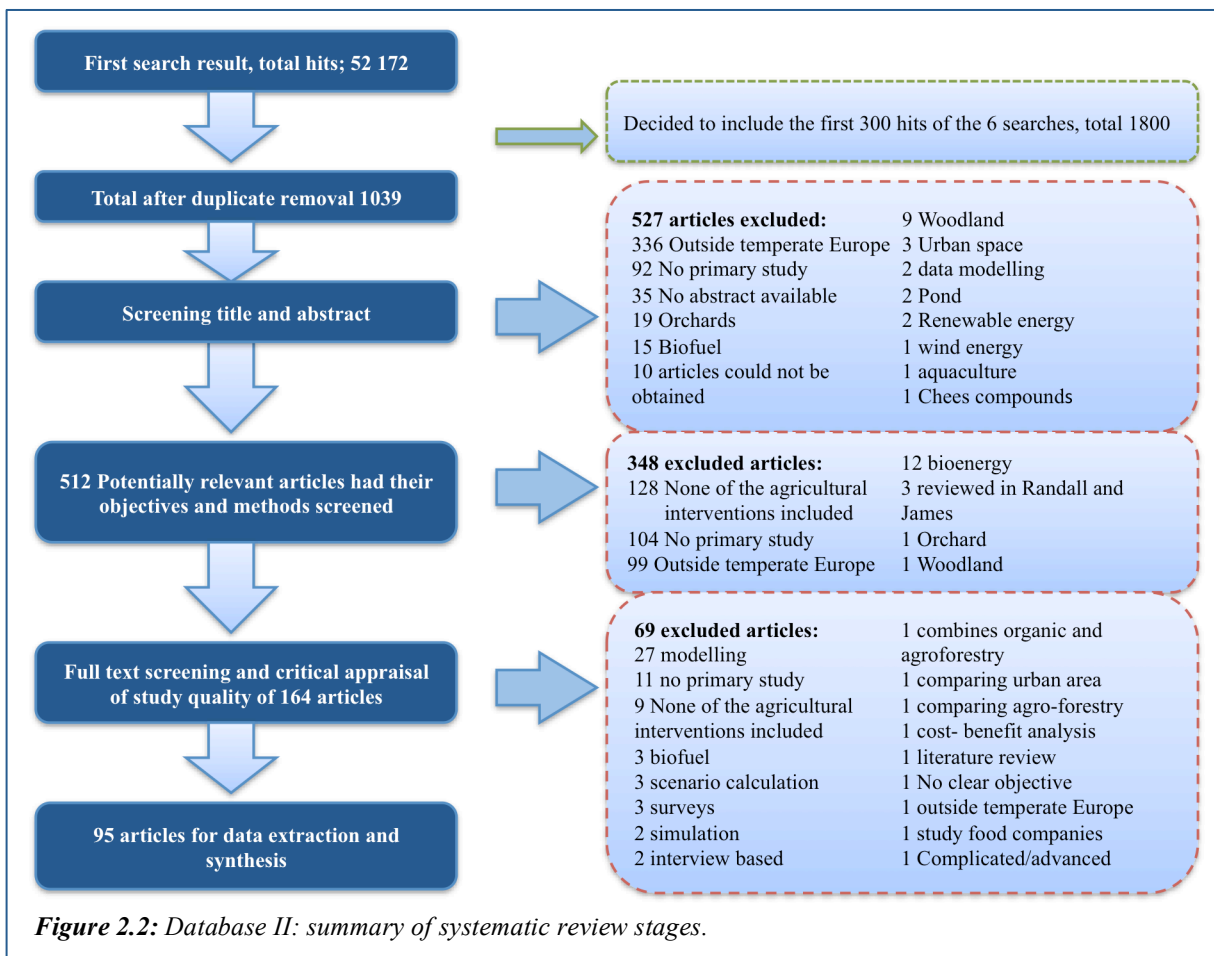 First search result, total hits; 52 172
Decided to include the first 300 hits of the 6 searches, total 1800
Total after duplicate removal 1039
Screening title and abstract
527 articles excluded:
336 Outside temperate Europe
92 No primary study
35 No abstract available
19 Orchards
15 Biofuel
10 articles could not be
obtained
9 Woodland
3 Urban space
2 data modelling
2 Pond
2 Renewable energy
1 wind energy
1 aquaculture
1 Chees compounds
512 Potentially relevant articles had their
objectives and methods screened
348 excluded articles:
128 None of the agricultural
interventions included
104 No primary study
99 Outside temperate Europe
12 bioenergy
3 reviewed in Randall and
James
1 Orchard
1 Woodland
Full text screening and critical appraisal
of study quality of 164 articles
69 excluded articles:
27 modelling
11 no primary study
9 None of the agricultural
interventions included
3 biofuel
3 scenario calculation
3 surveys
2 simulation
2 interview based
1 combines organic and
agroforestry
1 comparing urban area
1 comparing agro-forestry
1 cost- benefit analysis
1 literature review
1 No clear objective
1 outside temperate Europe
1 study food companies
1 Complicated/advanced
95 articles for data extraction and
synthesis
Figure 2.2: Database II: summary of systematic review stages.